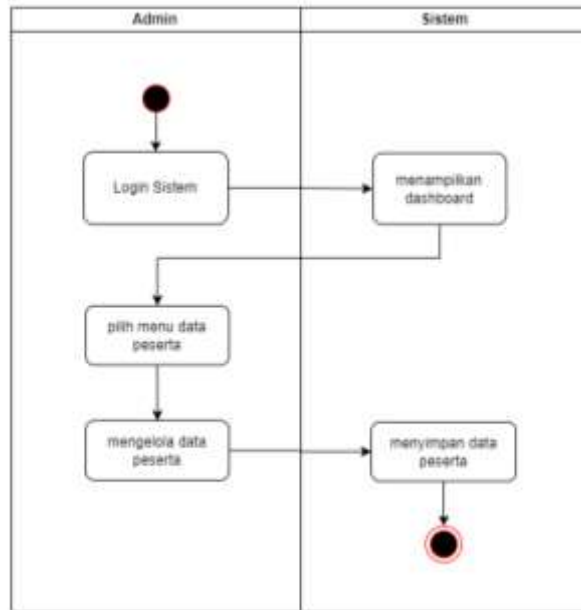 Admin
Sistem
Login Sistem
menampilkan
dashboard
pilih menu data
peserta
mengelola data
peserta
menyimpan data
peserta